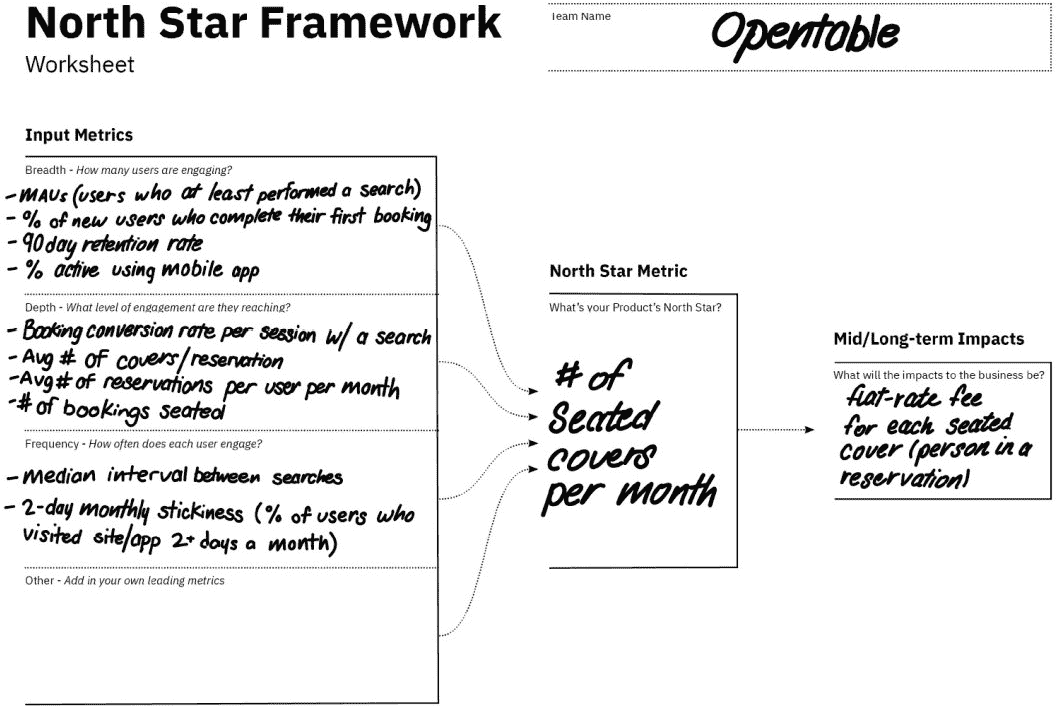 North Star Framework
Worksheet
Team Name
Opentable
Input Metrics
Breadth - How many users are engaging?
- MAUs (users who at least performed a search)
- % of new users who complete their first booking
- 90 day retention rate
- % active using mobile app
Depth - What level of engagement are they reaching?
- Booking conversion rate per session w/ a search
- Avg # of covers/reservation
- Avg # of reservations per user per month
- # of bookings seated
Frequency - How often does each user engage?
- Median interval between searches
- 2-day monthly stickiness (% of users who
visited site/app 2+ days a month)
Other - Add in your own leading metrics
North Star Metric
What's your Product's North Star?
# of
Seated
covers
per month
Mid/Long-term Impacts
What will the impacts to the business be?
flat-rate fee
for each seated
cover (person in a
reservation)